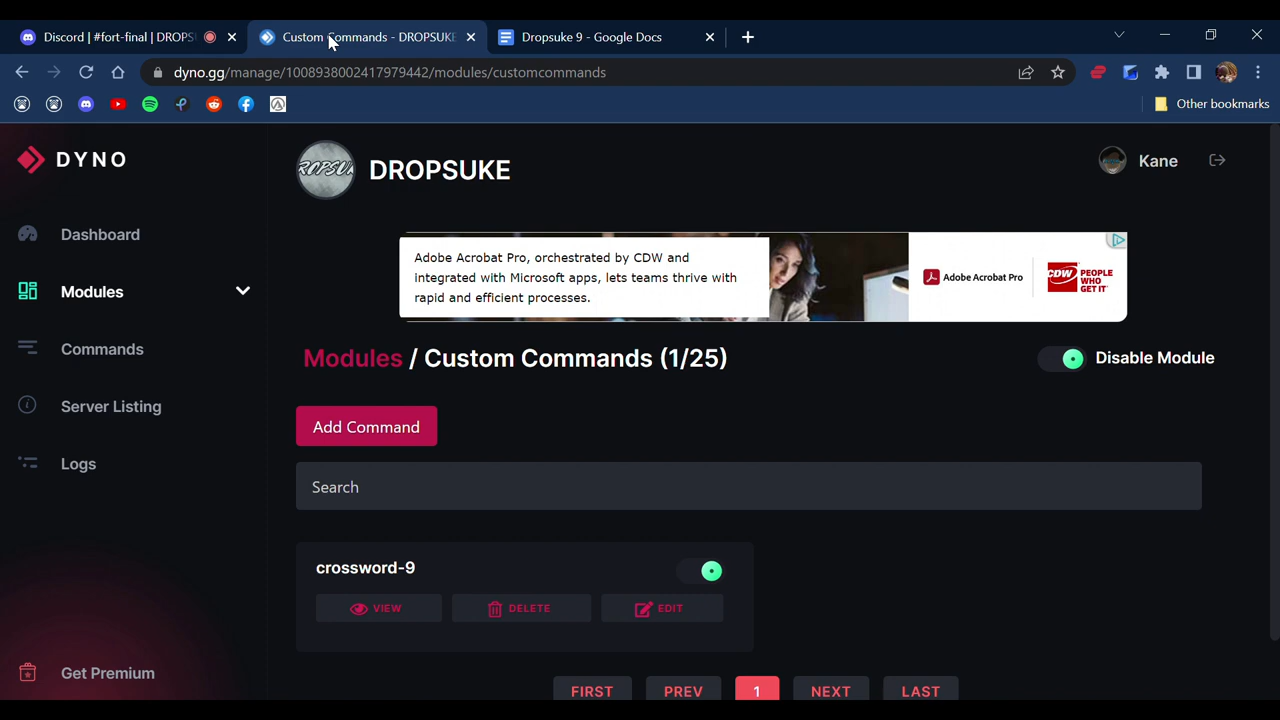 Discord | #fort-final | DROPS
Custom Commands - DROPSUKE
Dropsuke 9 - Google Docs
dyno.gg/manage/1008938002417979442/modules/customcommands
Other bookmarks
DYNO
DROPSUKE
Kane
Dashboard
Modules
Commands
Server Listing
Logs
Get Premium
Adobe Acrobat Pro, orchestrated by CDW and
integrated with Microsoft apps, lets teams thrive with
rapid and efficient processes.
Adobe Acrobat Pro
CDW
PEOPLE
WHO
GET IT
Modules / Custom Commands (1/25)
Disable Module
Add Command
Search
crossword-9
VIEW
DELETE
EDIT
FIRST
PREV
1
NEXT
LAST